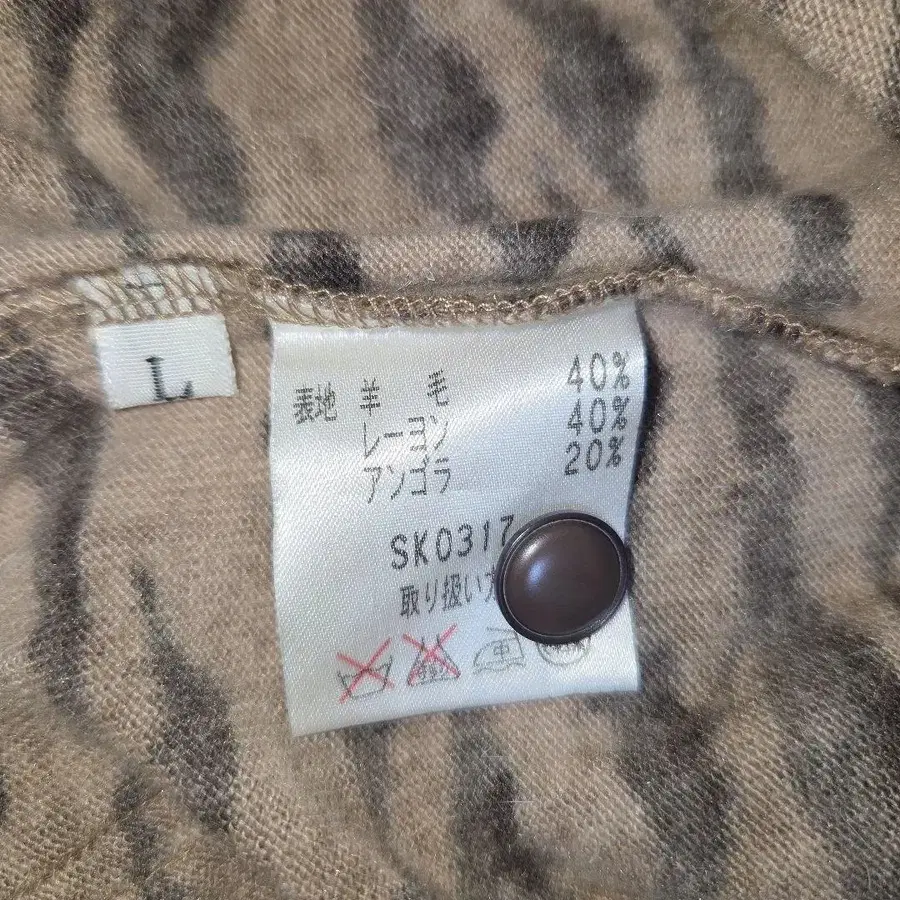 L
表地 羊毛 40%
レーヨン 40%
アンゴラ 20%
SK0317
取り扱い